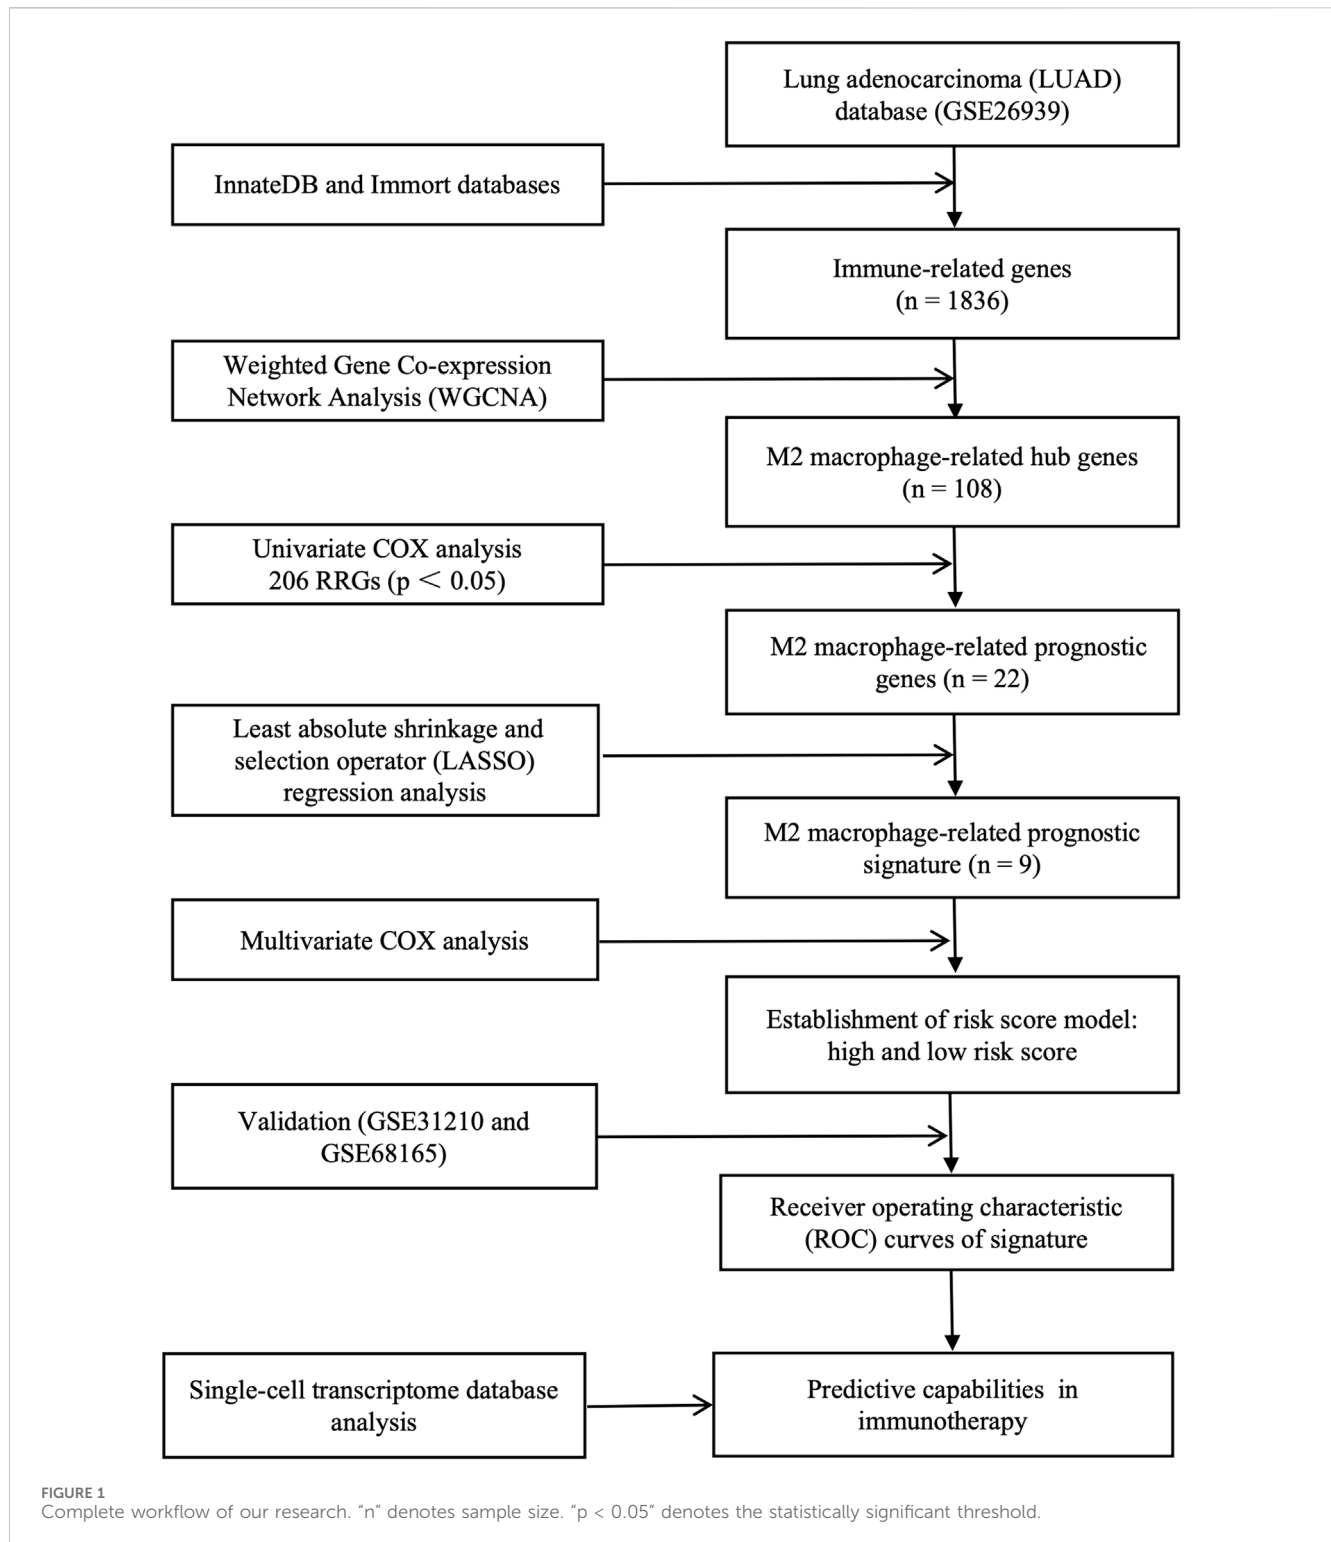 Lung adenocarcinoma (LUAD)
database (GSE26939)
InnateDB and Immort databases
Immune-related genes
(n = 1836)
Weighted Gene Co-expression
Network Analysis (WGCNA)
M2 macrophage-related hub genes
(n = 108)
Univariate COX analysis
206 RRGs (p < 0.05)
M2 macrophage-related prognostic
genes (n = 22)
Least absolute shrinkage and
selection operator (LASSO)
regression analysis
M2 macrophage-related prognostic
signature (n = 9)
Multivariate COX analysis
Establishment of risk score model:
high and low risk score
Validation (GSE31210 and
GSE68165)
Receiver operating characteristic
(ROC) curves of signature
Single-cell transcriptome database
analysis
Predictive capabilities in
immunotherapy
FIGURE 1
Complete workflow of our research. “n” denotes sample size. “p < 0.05” denotes the statistically significant threshold.